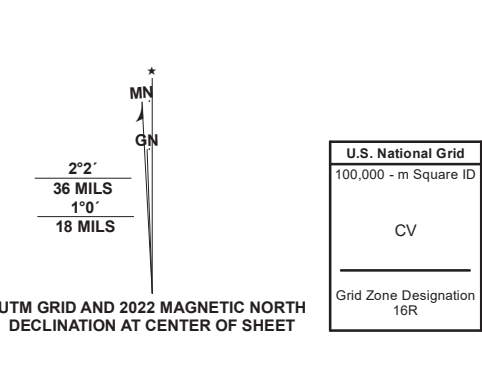 ★
MN
GN
2°2´
36 MILS
1°0´
18 MILS
UTM GRID AND 2022 MAGNETIC NORTH
DECLINATION AT CENTER OF SHEET
U.S. National Grid
100,000 - m Square ID
CV
Grid Zone Designation
16R